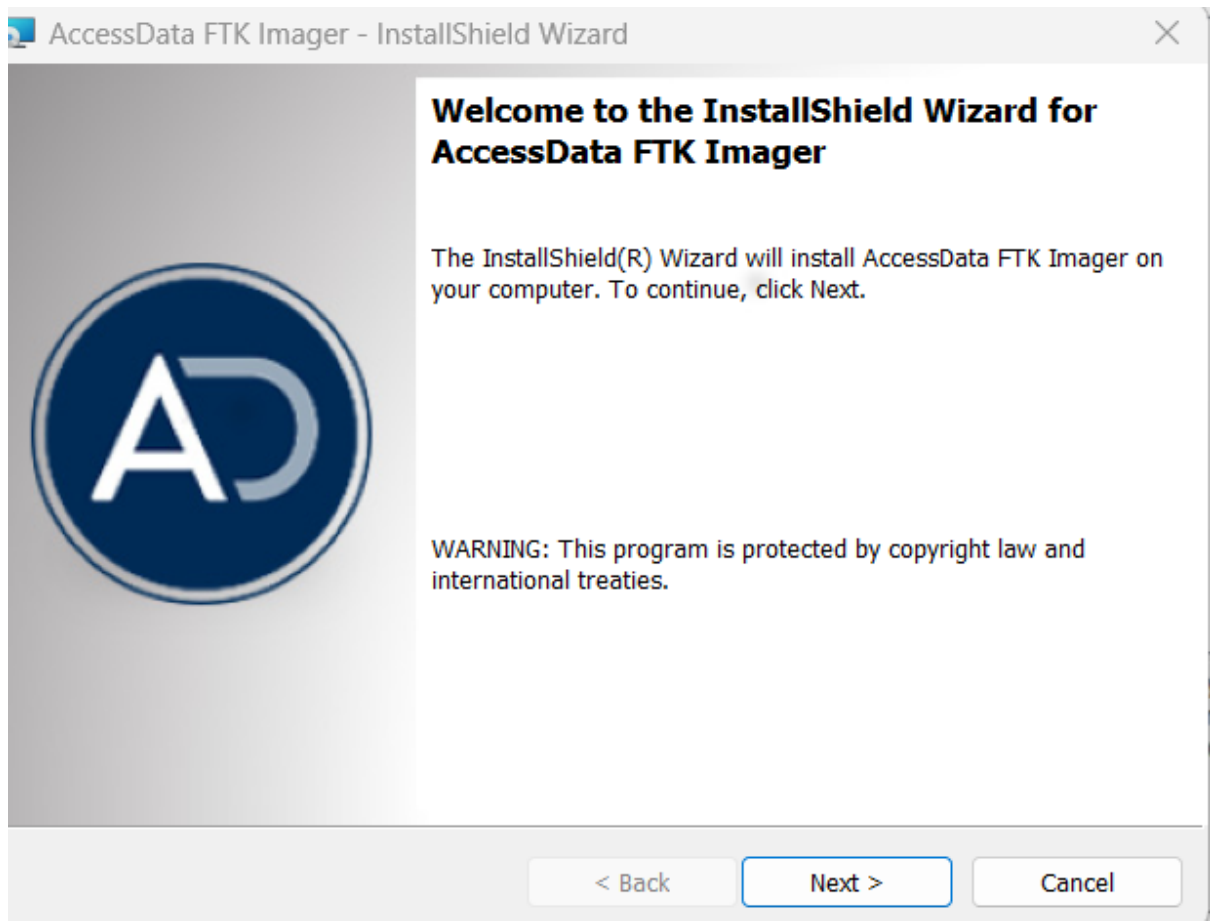 AccessData FTK Imager - InstallShield Wizard
Welcome to the InstallShield Wizard for
AccessData FTK Imager
The InstallShield(R) Wizard will install AccessData FTK Imager on
your computer. To continue, click Next.
AD
WARNING: This program is protected by copyright law and
international treaties.
< Back
Next >
Cancel